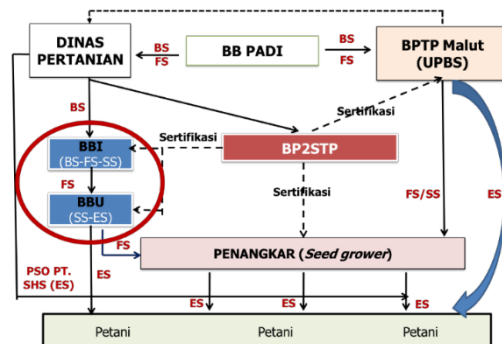 DINAS
PERTANIAN
BS
FS
BB PADI
BS
FS
BPTP Malut
(UPBS)
BS
Sertifikasi
Sertifikasi
BBI
(BS-FS-SS)
BP2STP
FS
Sertifikasi
FS/SS
ES
BBU
(SS-ES)
FS
PENANGKAR (Seed grower)
PSO PT.
SHS (ES)
ES
ES
ES
ES
Petani
Petani
Petani